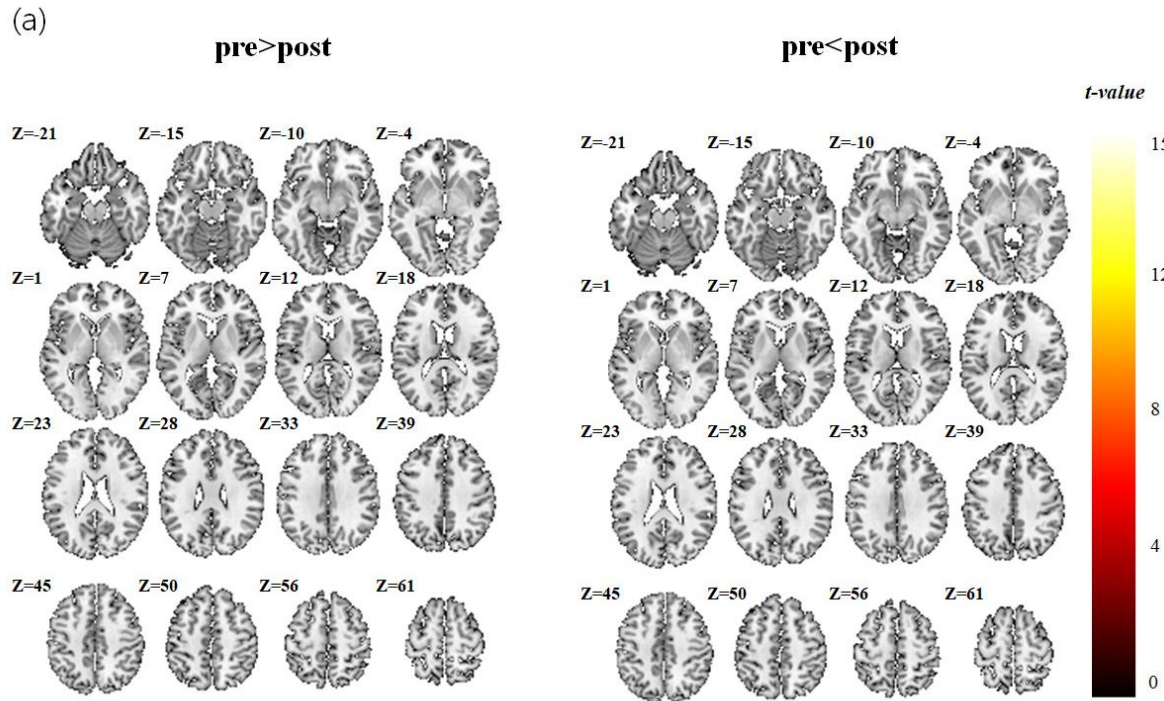 (a)
pre>post
pre<post
t-value
Z=-21 Z=-15 Z=-10 Z=-4
Z=1 Z=7 Z=12 Z=18
Z=23 Z=28 Z=33 Z=39
Z=45 Z=50 Z=56 Z=61
Z=-21 Z=-15 Z=-10 Z=-4
Z=1 Z=7 Z=12 Z=18
Z=23 Z=28 Z=33 Z=39
Z=45 Z=50 Z=56 Z=61
15
12
8
4
0